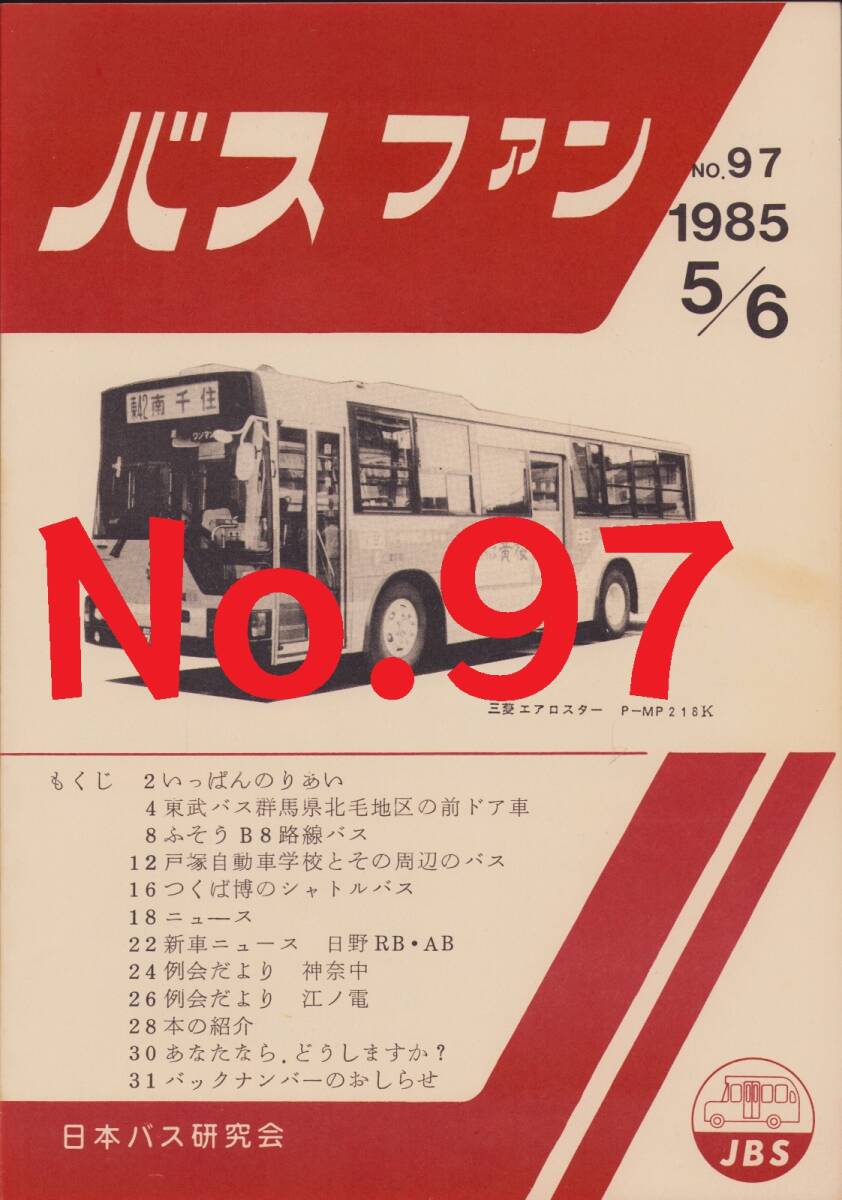 バスファン
NO.97
1985
5/6
東42南千住
ワンマン
No.97
三菱エアロスター P-MP218K
もくじ 2いっぱんのりあい
4東武バス群馬県北毛地区の前ドア車
8ふそうB8路線バス
12戸塚自動車学校とその周辺のバス
16つくば博のシャトルバス
18ニュース
22新車ニュース 日野RB・AB
24例会だより 神奈中
26例会だより 江ノ電
28本の紹介
30あなたなら.どうしますか?
31バックナンバーのおしらせ
日本バス研究会
JBS